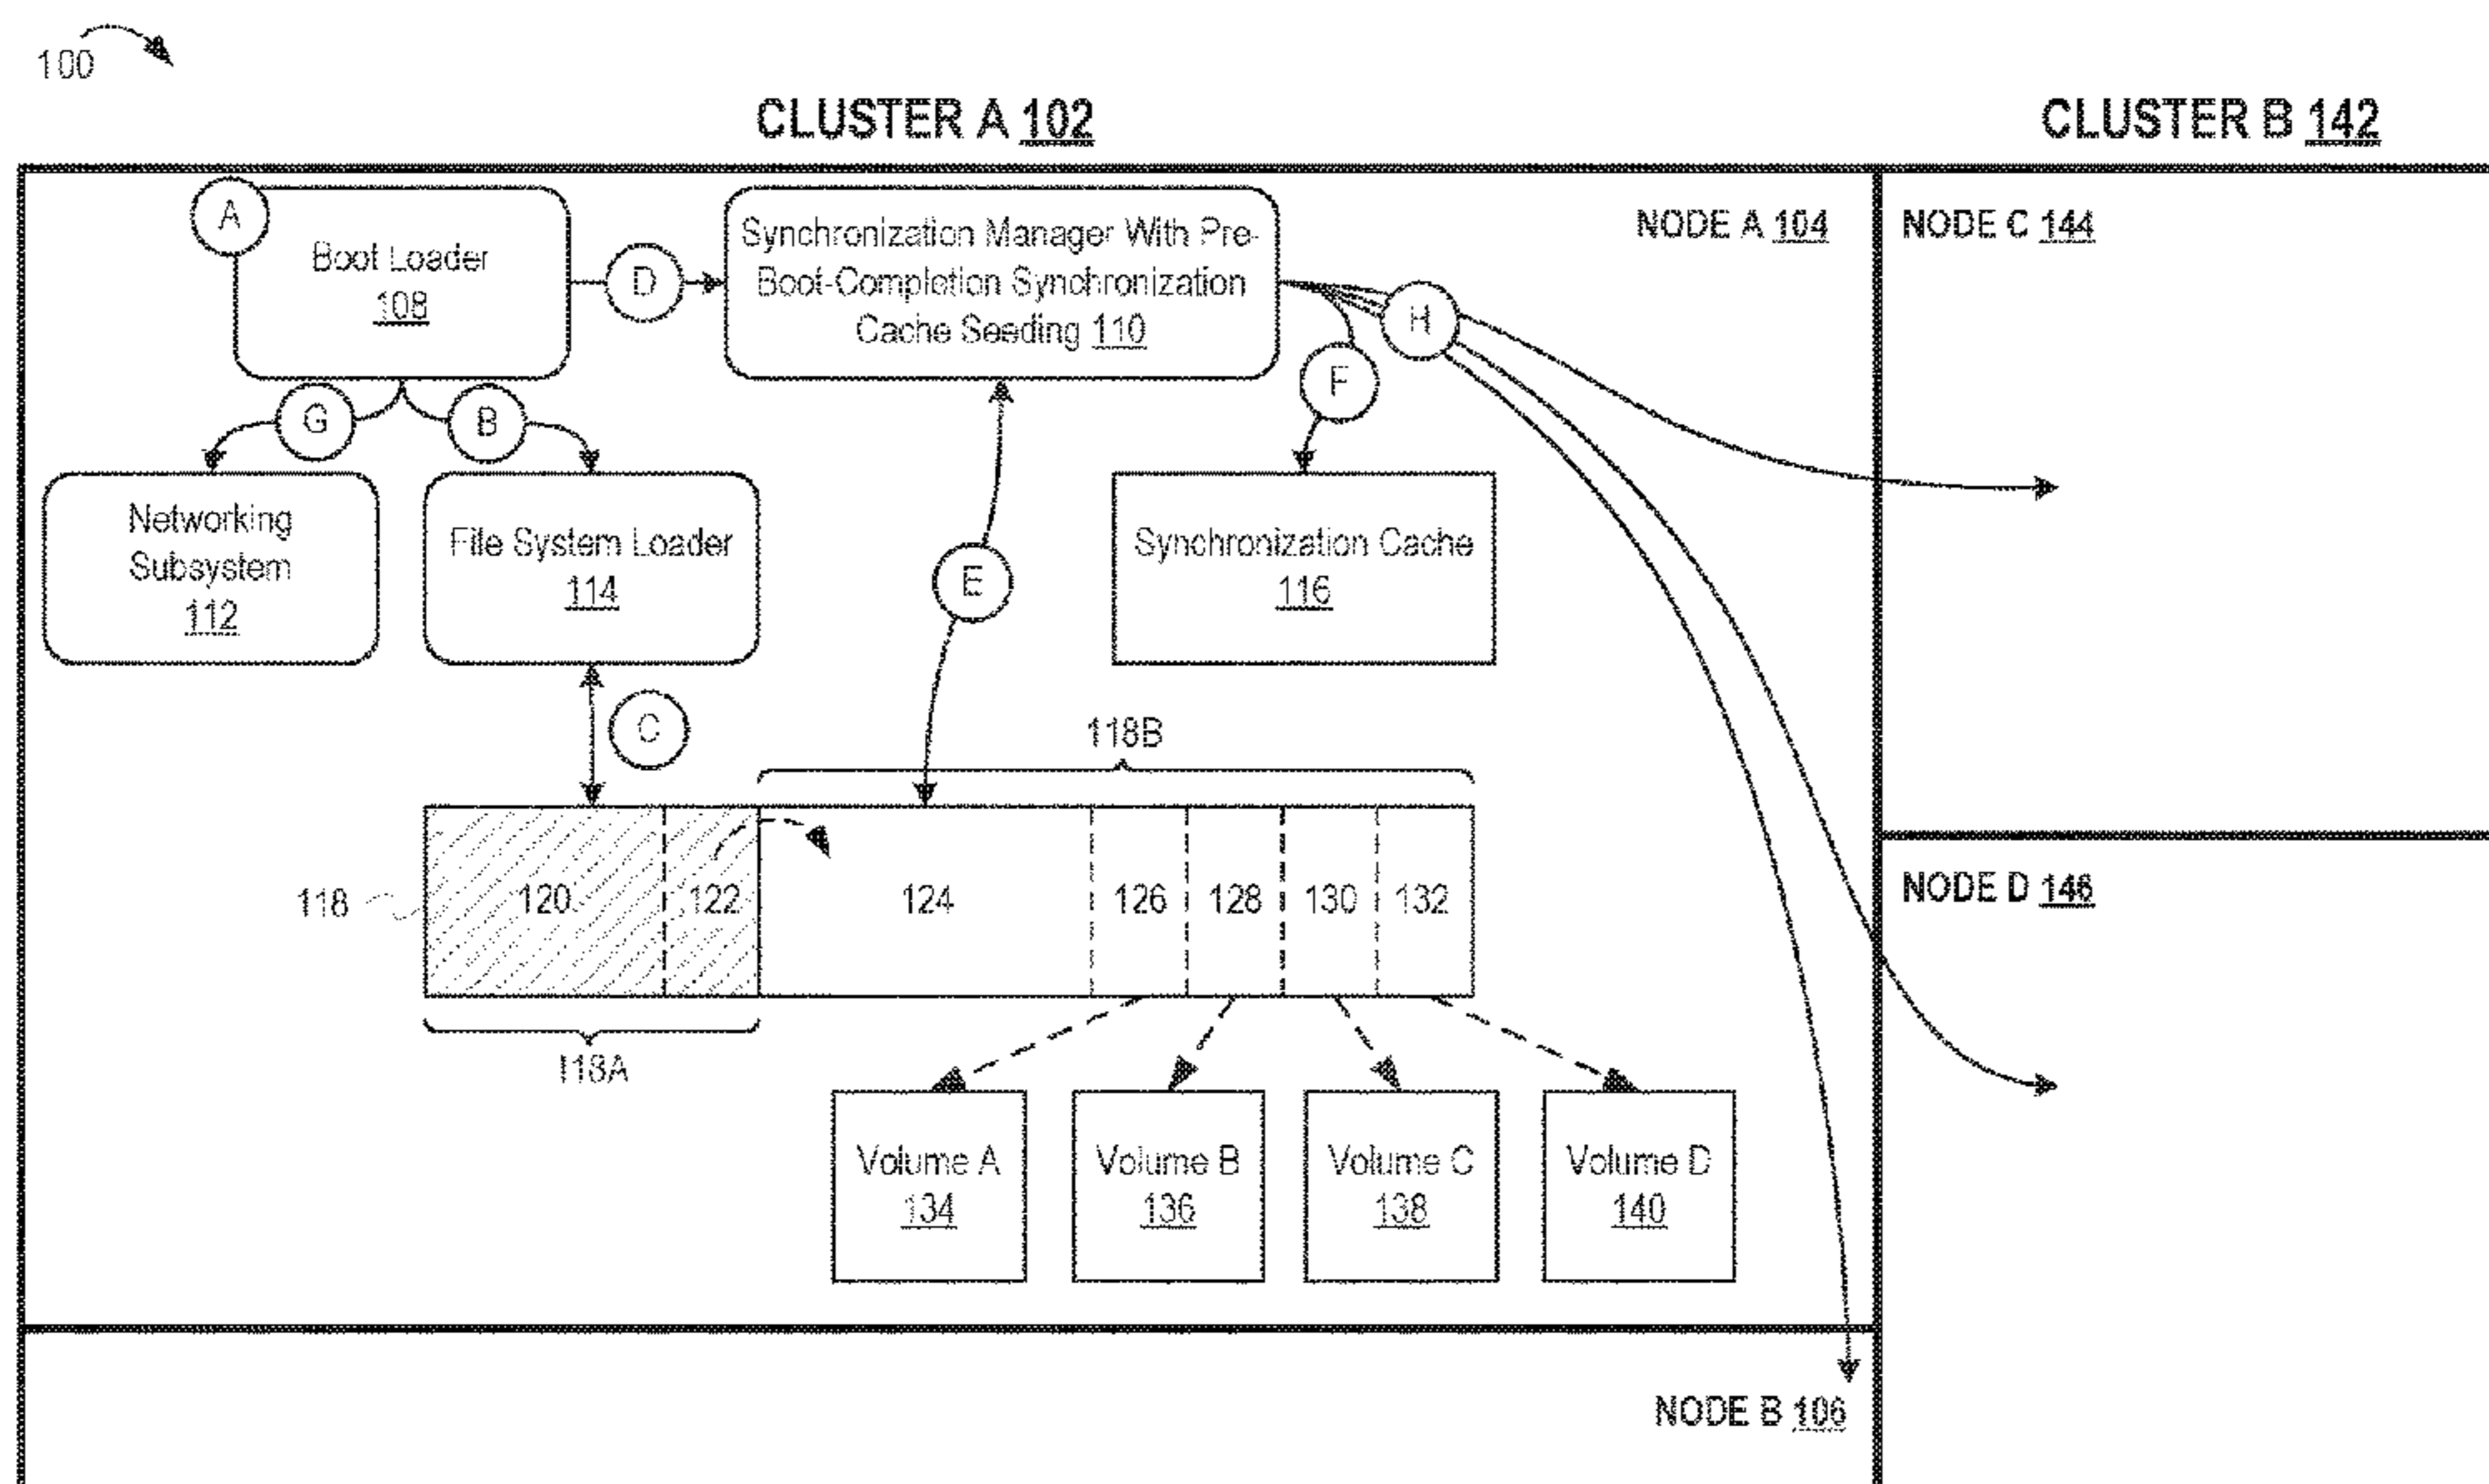 100
CLUSTER A 102
CLUSTER B 142
A
Boot Loader
108
D
Synchronization Manager With Pre-
Boot-Completion Synchronization
Cache Seeding 110
NODE A 104
NODE C 144
H
F
G
B
Networking
Subsystem
112
File System Loader
114
E
Synchronization Cache
116
C
118B
118
120
122
124
126
128
130
132
NODE D 146
118A
Volume A
134
Volume B
136
Volume C
138
Volume D
140
NODE B 106